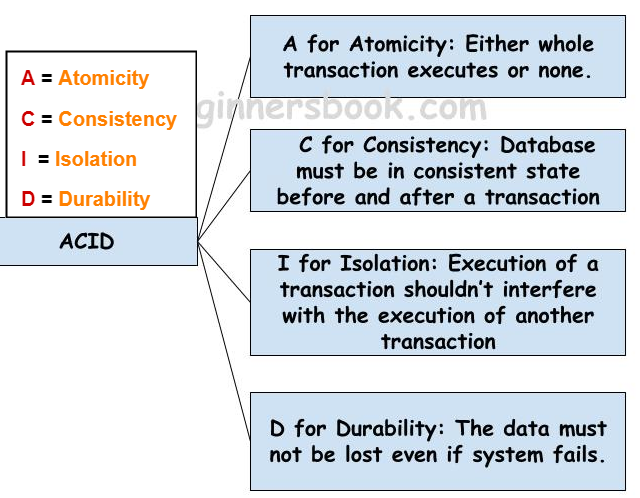 A = Atomicity
C = Consistency
I = Isolation
D = Durability
ACID
A for Atomicity: Either whole
transaction executes or none.
ginnersbook.com
C for Consistency: Database
must be in consistent state
before and after a transaction
I for Isolation: Execution of a
transaction shouldn't interfere
with the execution of another
transaction
D for Durability: The data must
not be lost even if system fails.